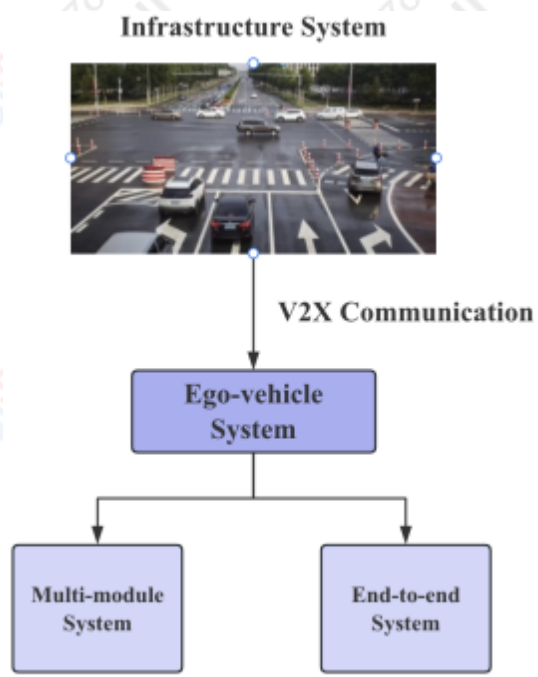 Infrastructure System
V2X Communication
Ego-vehicle
System
Multi-module
System
End-to-end
System